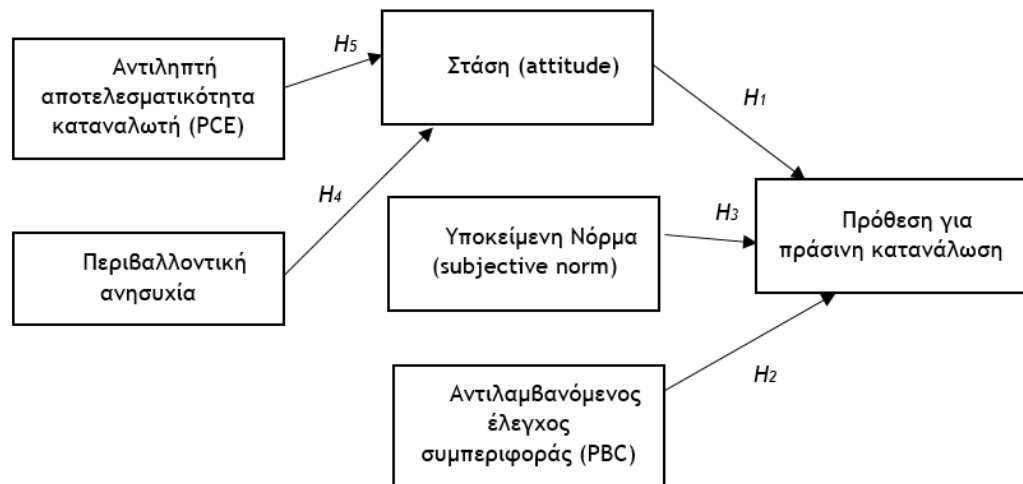 Αντιληπτή
αποτελεσματικότητα
καταναλωτή (PCE)
H5
Στάση (attitude)
H1
H4
Περιβαλλοντική
ανησυχία
Υποκείμενη Νόρμα
(subjective norm)
H3
Πρόθεση για
πράσινη κατανάλωση
H2
Αντιλαμβανόμενος
έλεγχος
συμπεριφοράς (PBC)